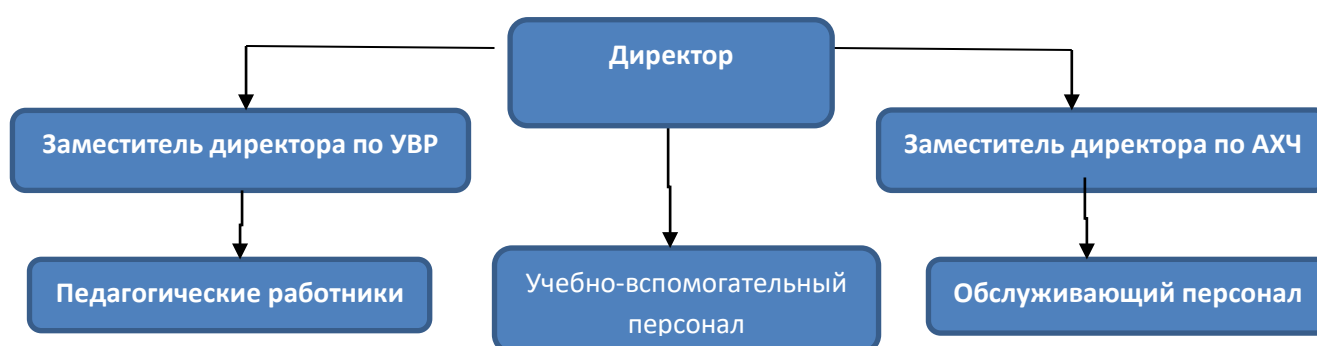 Директор
Заместитель директора по УВР
Заместитель директора по АХЧ
Педагогические работники
Учебно-вспомогательный
персонал
Обслуживающий персонал